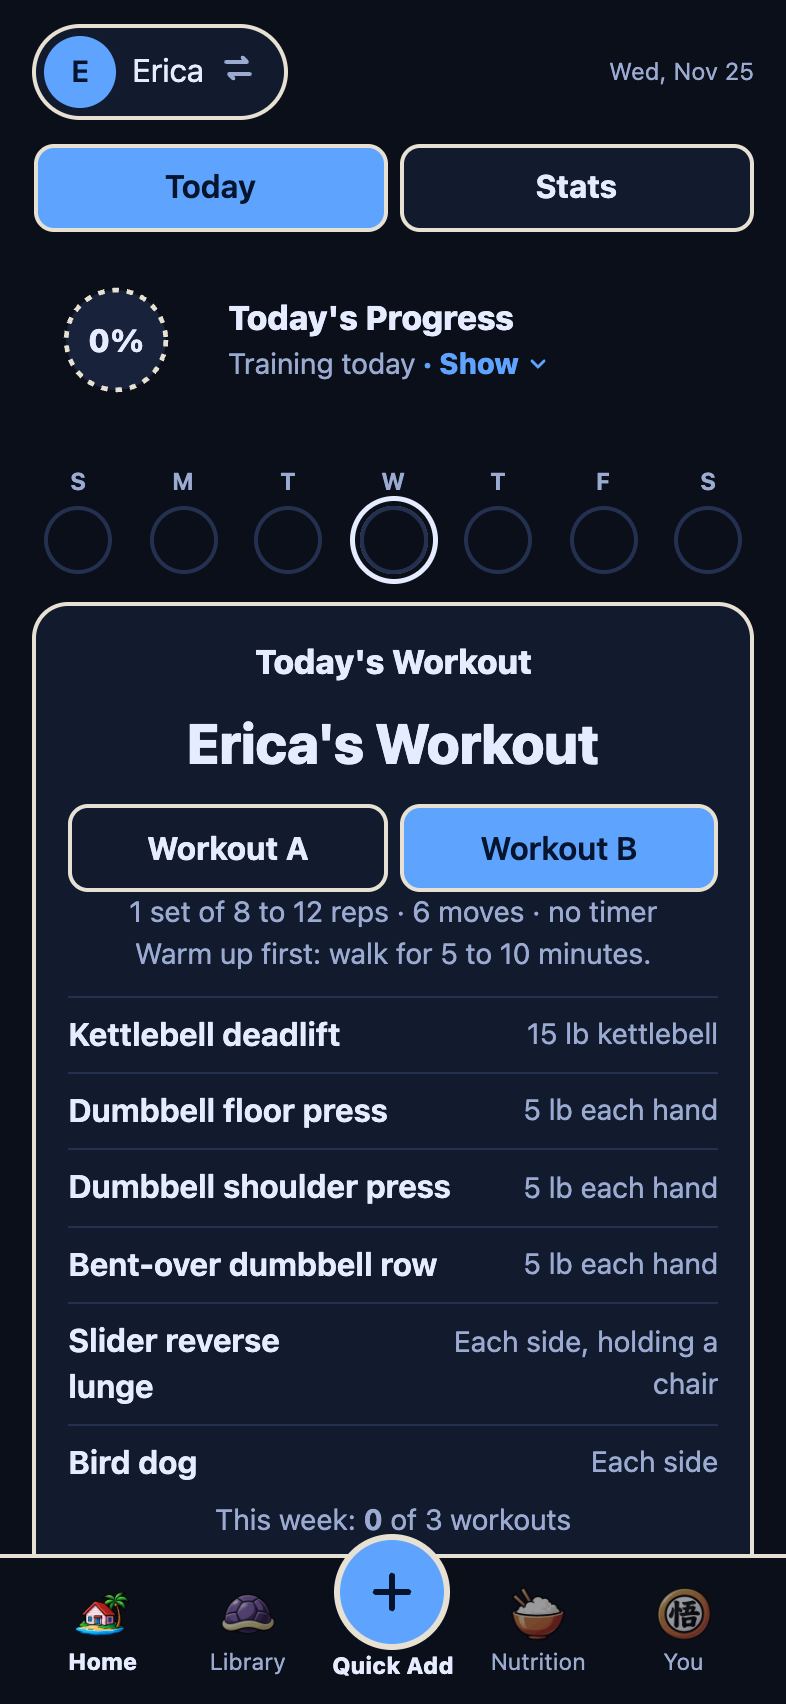 E Erica
Wed, Nov 25
Today
Stats
0%
Today's Progress
Training today · Show
S M T W T F S
Today's Workout
Erica's Workout
Workout A
Workout B
1 set of 8 to 12 reps · 6 moves · no timer
Warm up first: walk for 5 to 10 minutes.
Kettlebell deadlift
15 lb kettlebell
Dumbbell floor press
5 lb each hand
Dumbbell shoulder press
5 lb each hand
Bent-over dumbbell row
5 lb each hand
Slider reverse
lunge
Each side, holding a
chair
Bird dog
Each side
This week: 0 of 3 workouts
悟
Home
Library
Quick Add
Nutrition
You